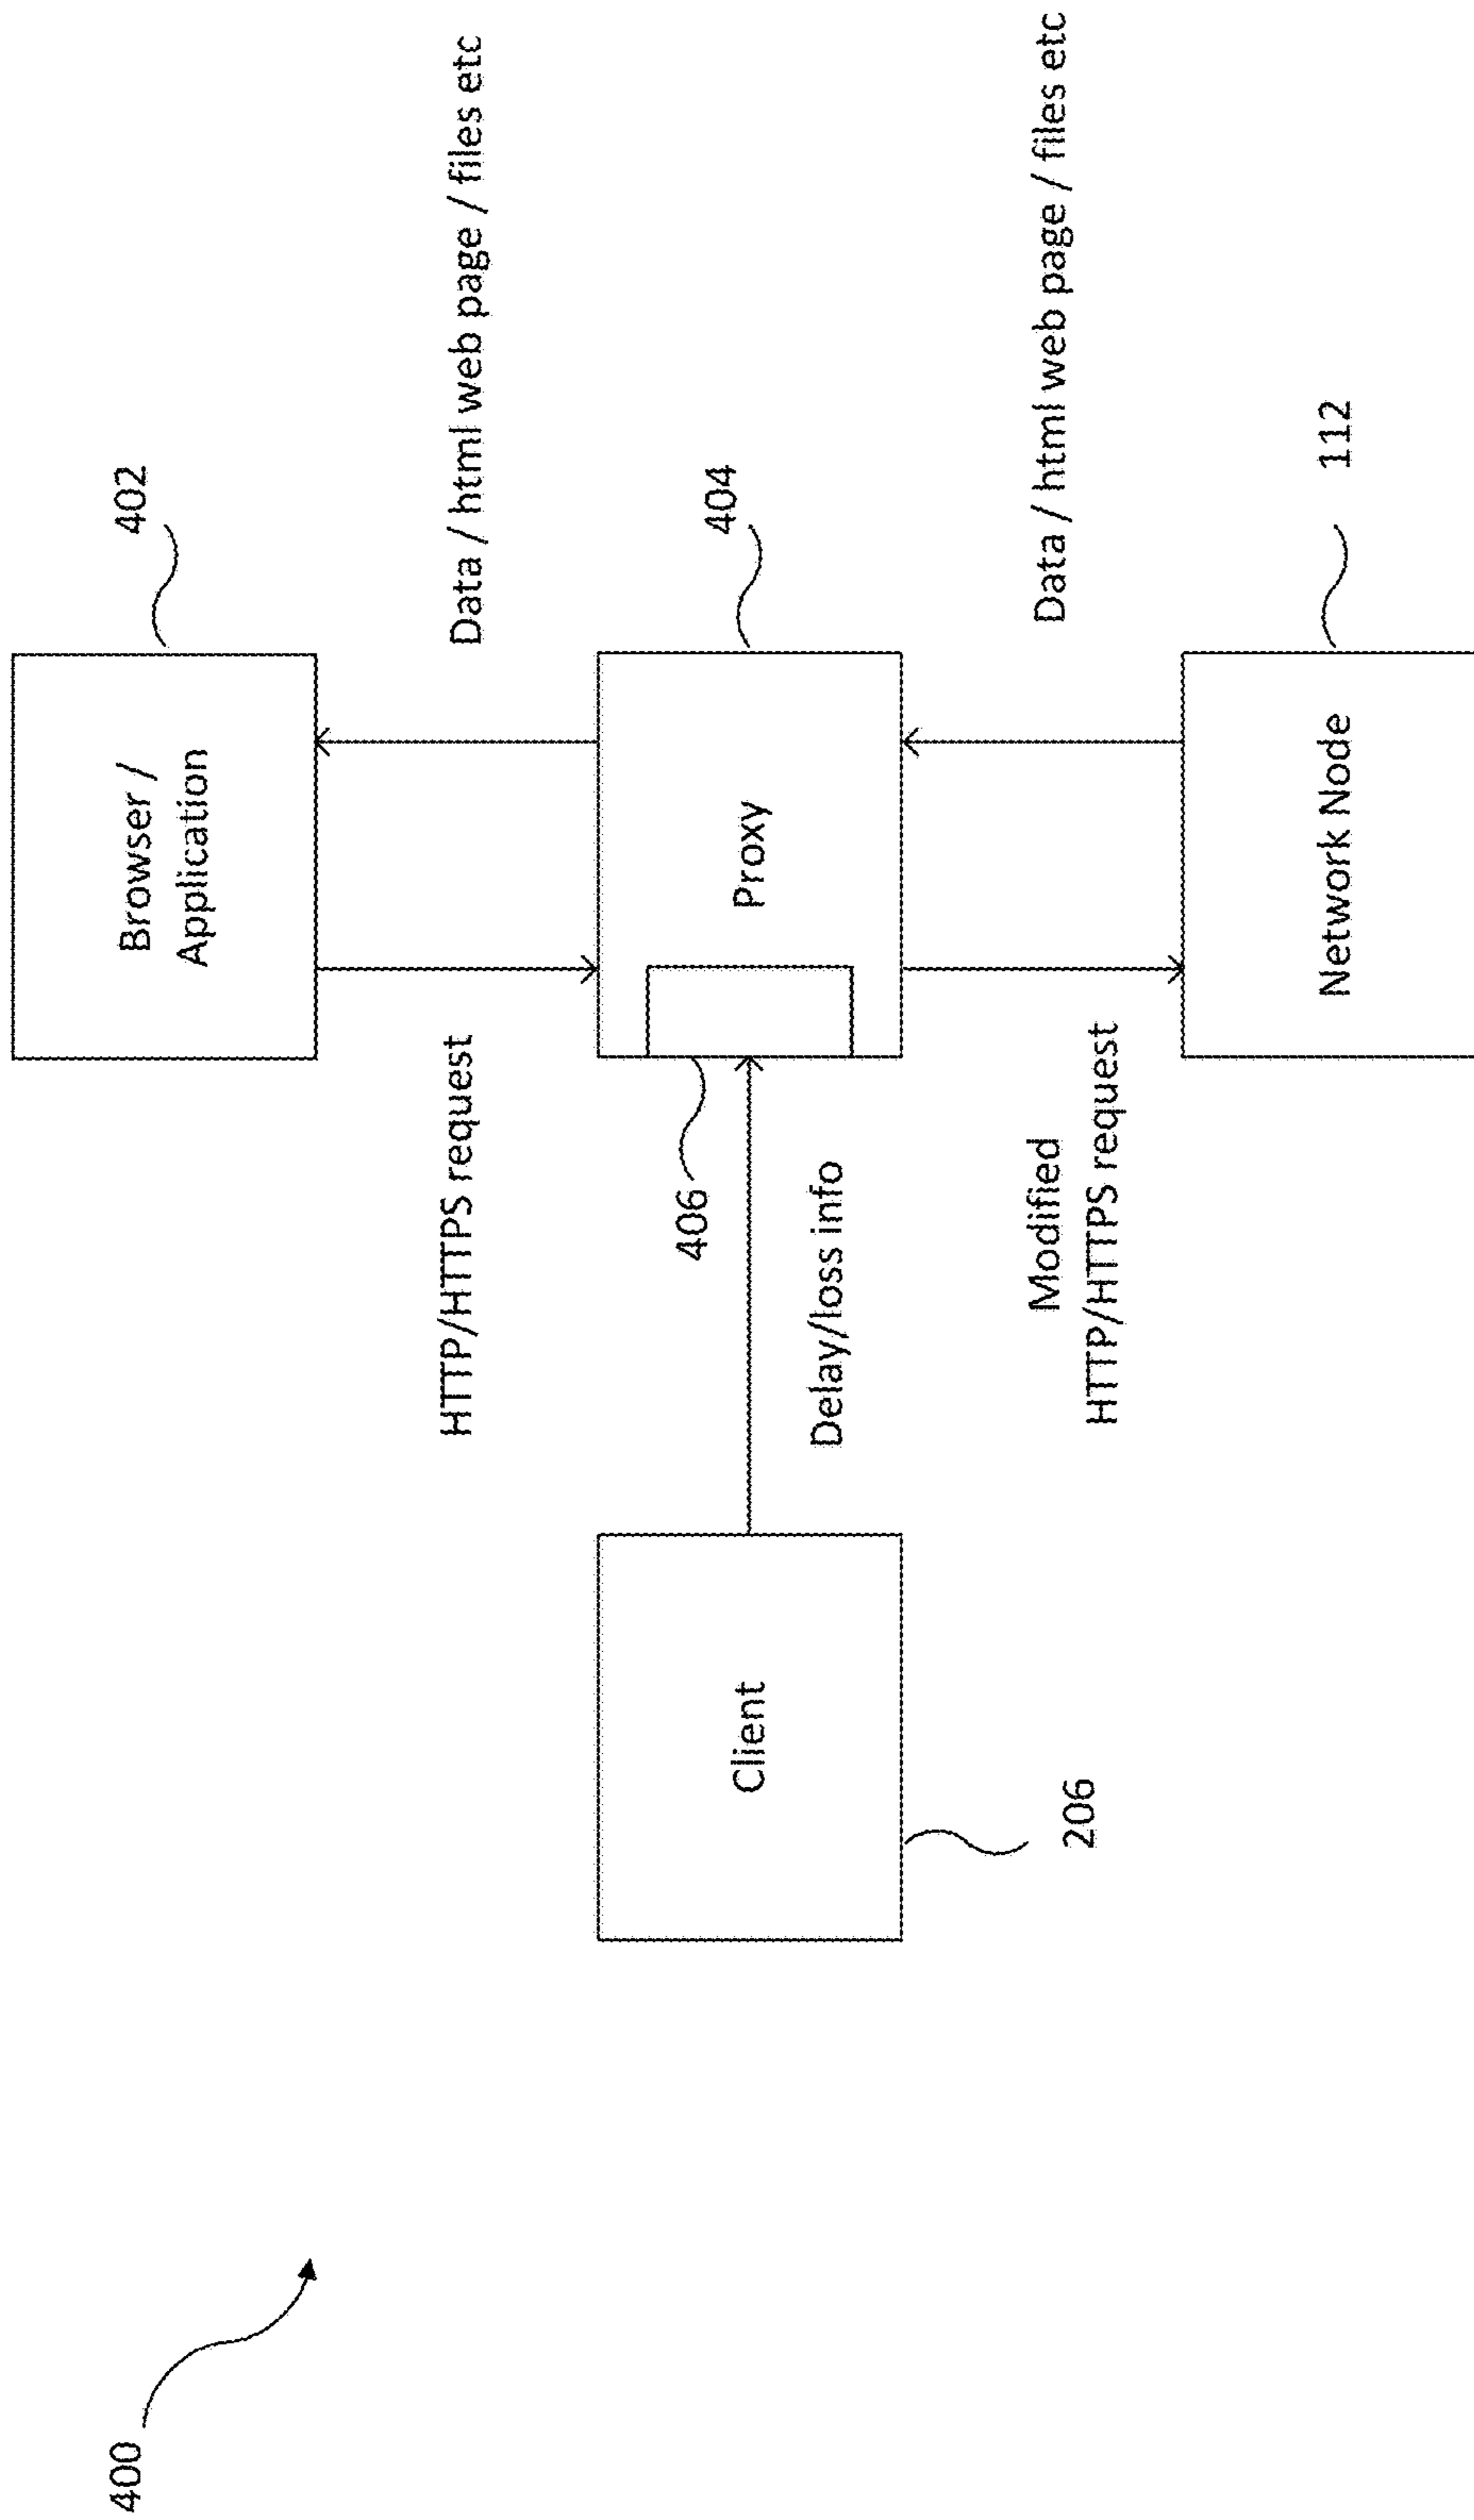 400
Browser /
Application
402
HTTP/HTTPS request
Data / html web page / files etc
Client
206
Delay/loss info
406
Proxy
404
Modified
HTTP/HTTPS request
Data / html web page / files etc
Network Node
112